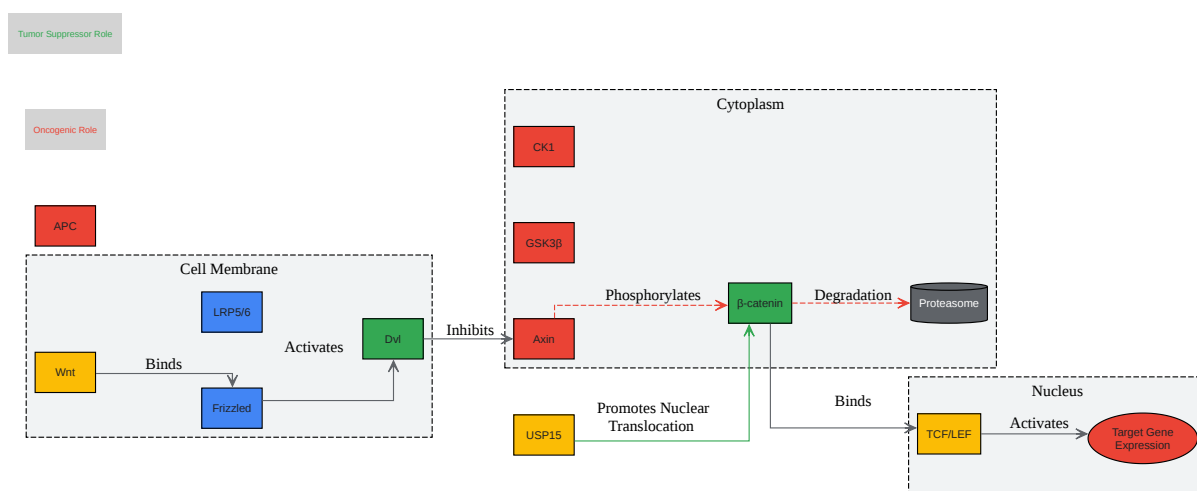 Tumor Suppressor Role
Oncogenic Role
APC
Cell Membrane
LRP5/6
Wnt
Binds
Frizzled
Activates
Dvl
Inhibits
Cytoplasm
CK1
GSK3β
Axin
Phosphorylates
β-catenin
Degradation
Proteasome
USP15
Promotes Nuclear
Translocation
Binds
Nucleus
TCF/LEF
Activates
Target Gene
Expression